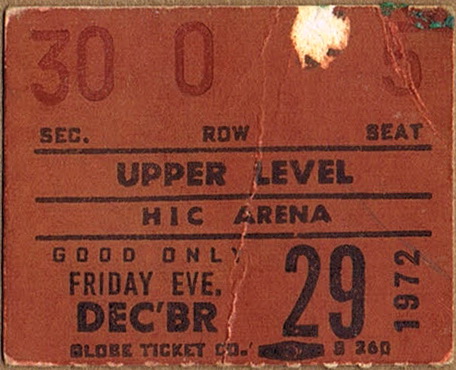 30 O 5
SEC. ROW SEAT
UPPER LEVEL
HIC ARENA
GOOD ONLY
FRIDAY EVE.
DEC'BR
29
1972
GLOBE TICKET CO. S 260